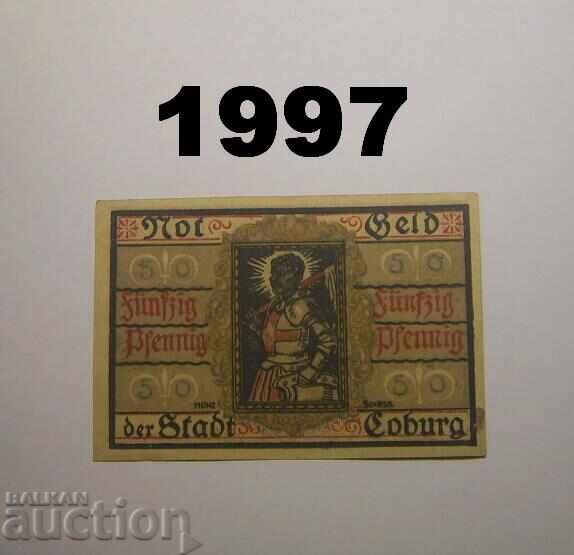 1997
Not Geld
50 50
Fünfzig Fünfzig
Pfennig Pfennig
50 50
der Stadt Coburg
BALKAN
auction